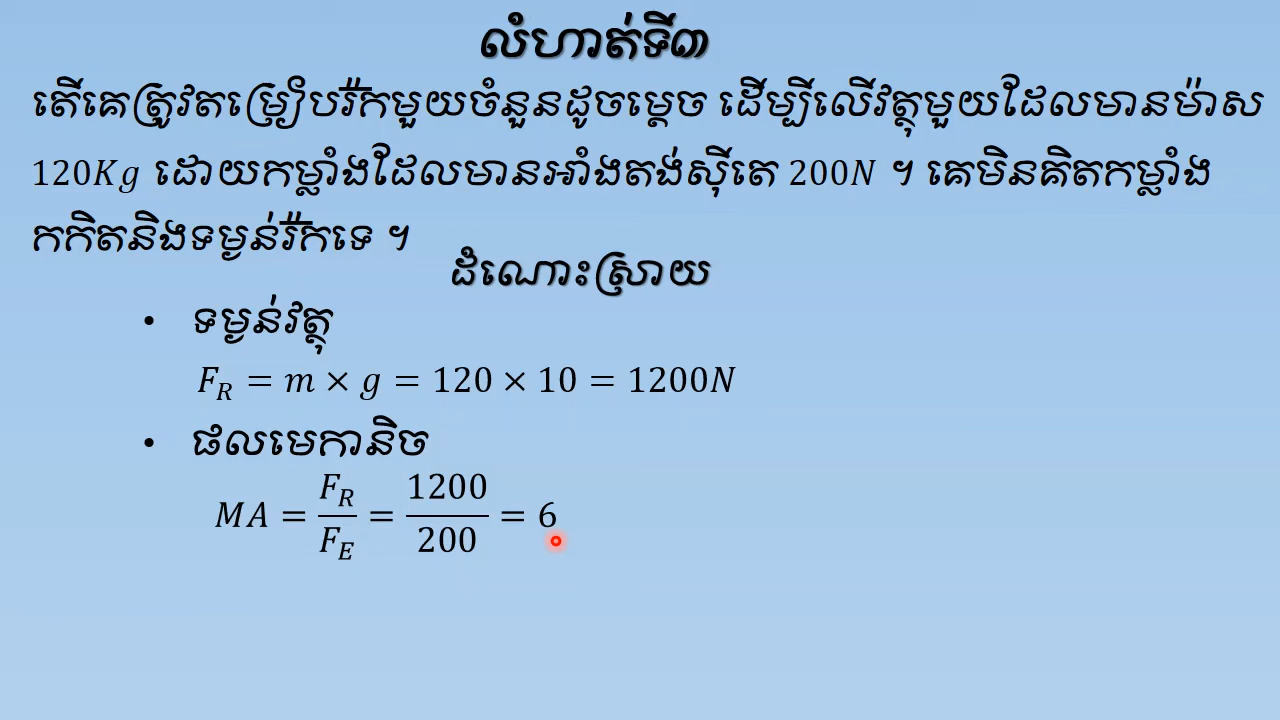 លំហាត់ទី៣
តើគេត្រូវតម្រៀបរ៉កមួយចំនួនដូចម្ដេច ដើម្បីលើវត្ថុមួយដែលមានម៉ាស
120Kg ដោយកម្លាំងដែលមានអាំងតង់ស៊ីតេ 200N ។ គេមិនគិតកម្លាំង
កកិតនិងទម្ងន់រ៉កទេ ។
ដំណោះស្រាយ
• ទម្ងន់វត្ថុ
F_R = m × g = 120 × 10 = 1200N
• ផលមេកានិច
MA = F_R/F_E = 1200/200 = 6